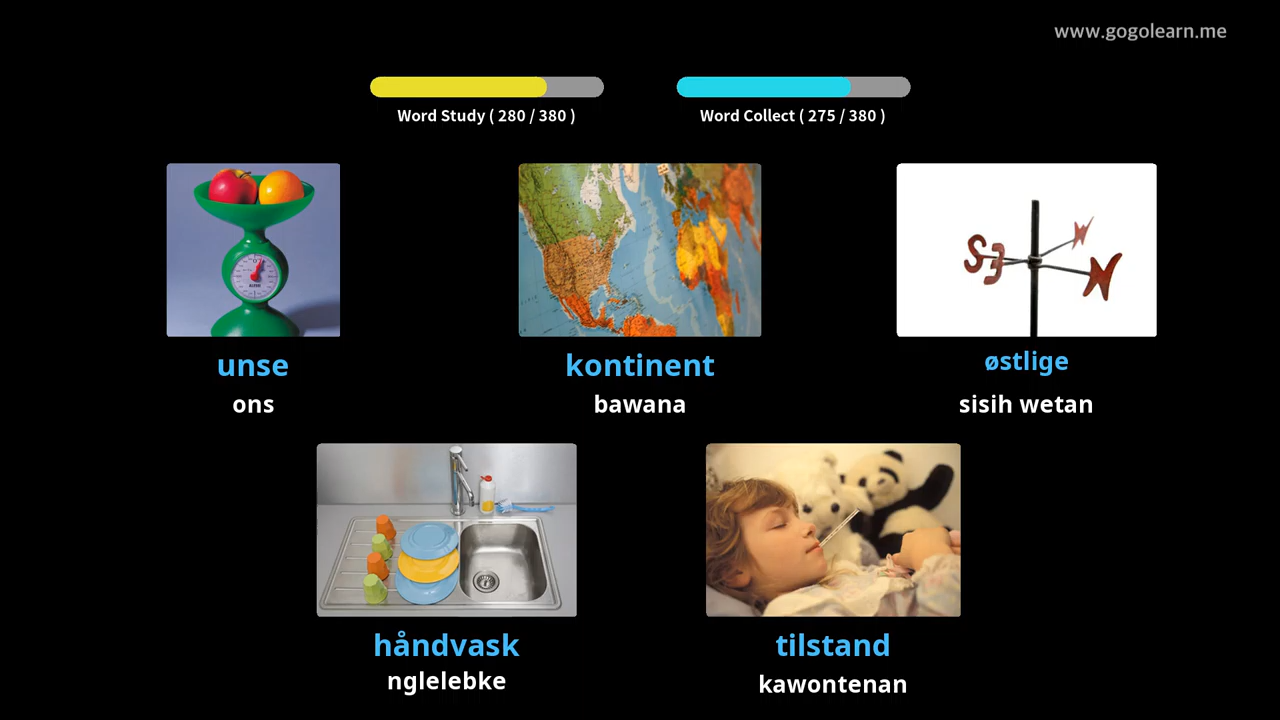 www.gogolearn.me
Word Study ( 280 / 380 )
Word Collect ( 275 / 380 )
unse
ons
kontinent
bawana
østlige
sisih wetan
håndvask
nglelebke
tilstand
kawontenan